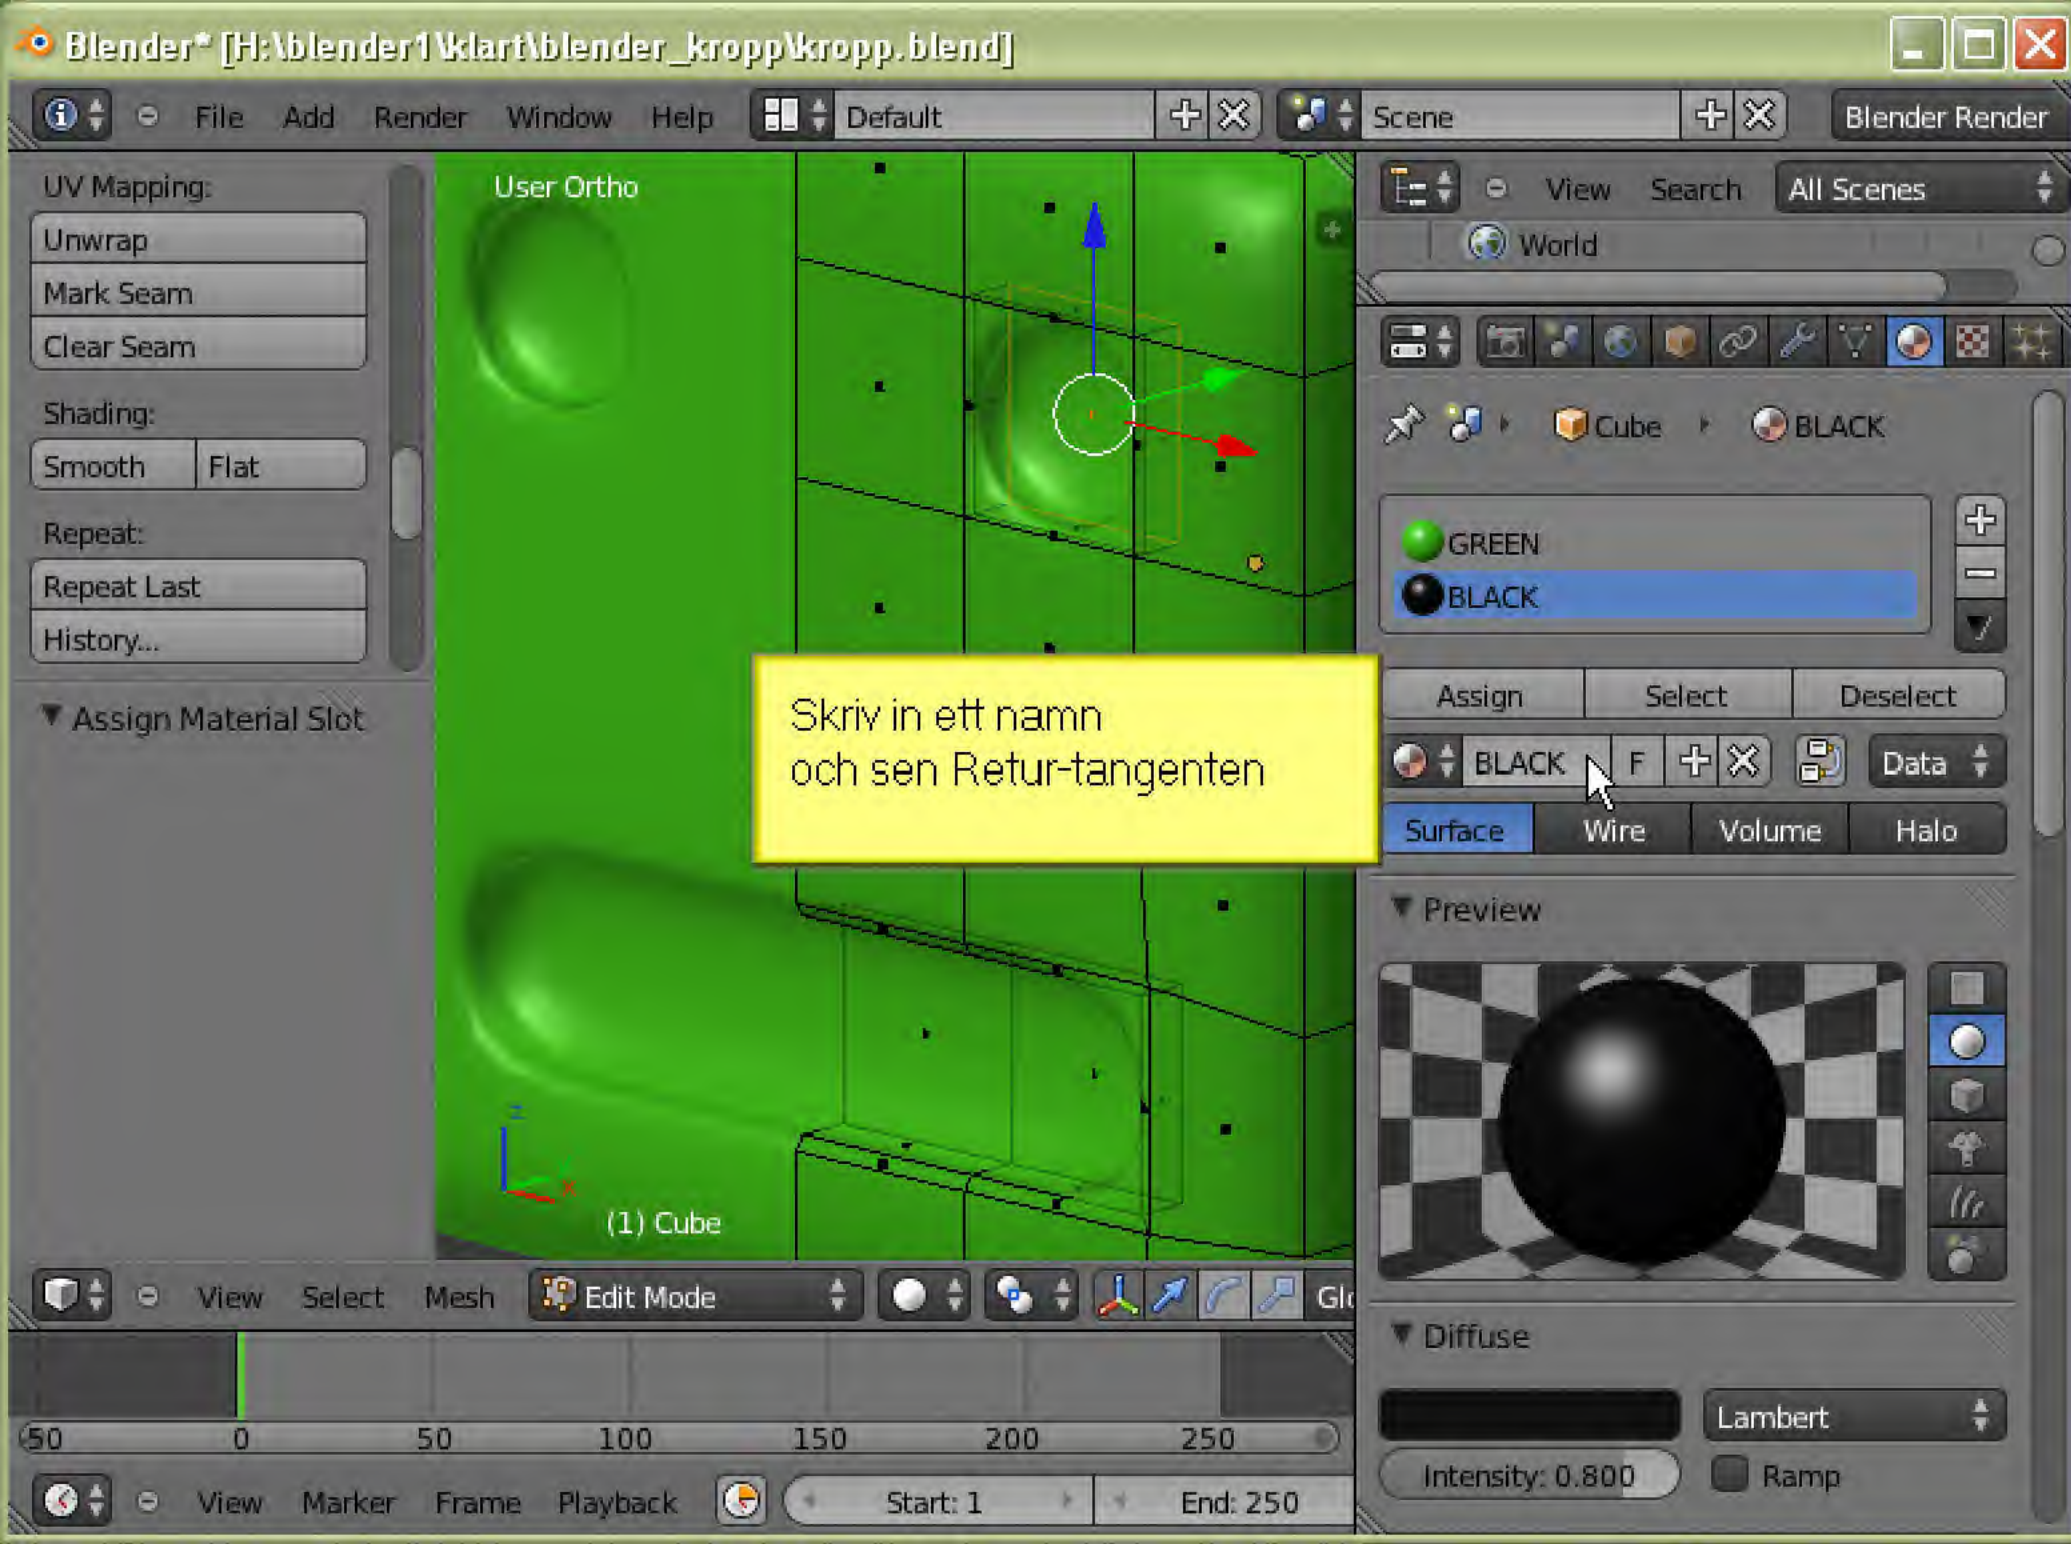 Blender* [H:\blender1\klart\blender_kropp\kropp.blend]
File Add Render Window Help Default Scene Blender Render
UV Mapping:
Unwrap
Mark Seam
Clear Seam
Shading:
Smooth Flat
Repeat:
Repeat Last
History...
Assign Material Slot
User Ortho
Skriv in ett namn
och sen Retur-tangenten
z
x
(1) Cube
View Search All Scenes
World
Cube BLACK
GREEN
BLACK
Assign Select Deselect
BLACK F Data
Surface Wire Volume Halo
Preview
Diffuse
Lambert
Intensity: 0.800 Ramp
View Select Mesh Edit Mode
0 50 100 150 200 250
View Marker Frame Playback Start: 1 End: 250